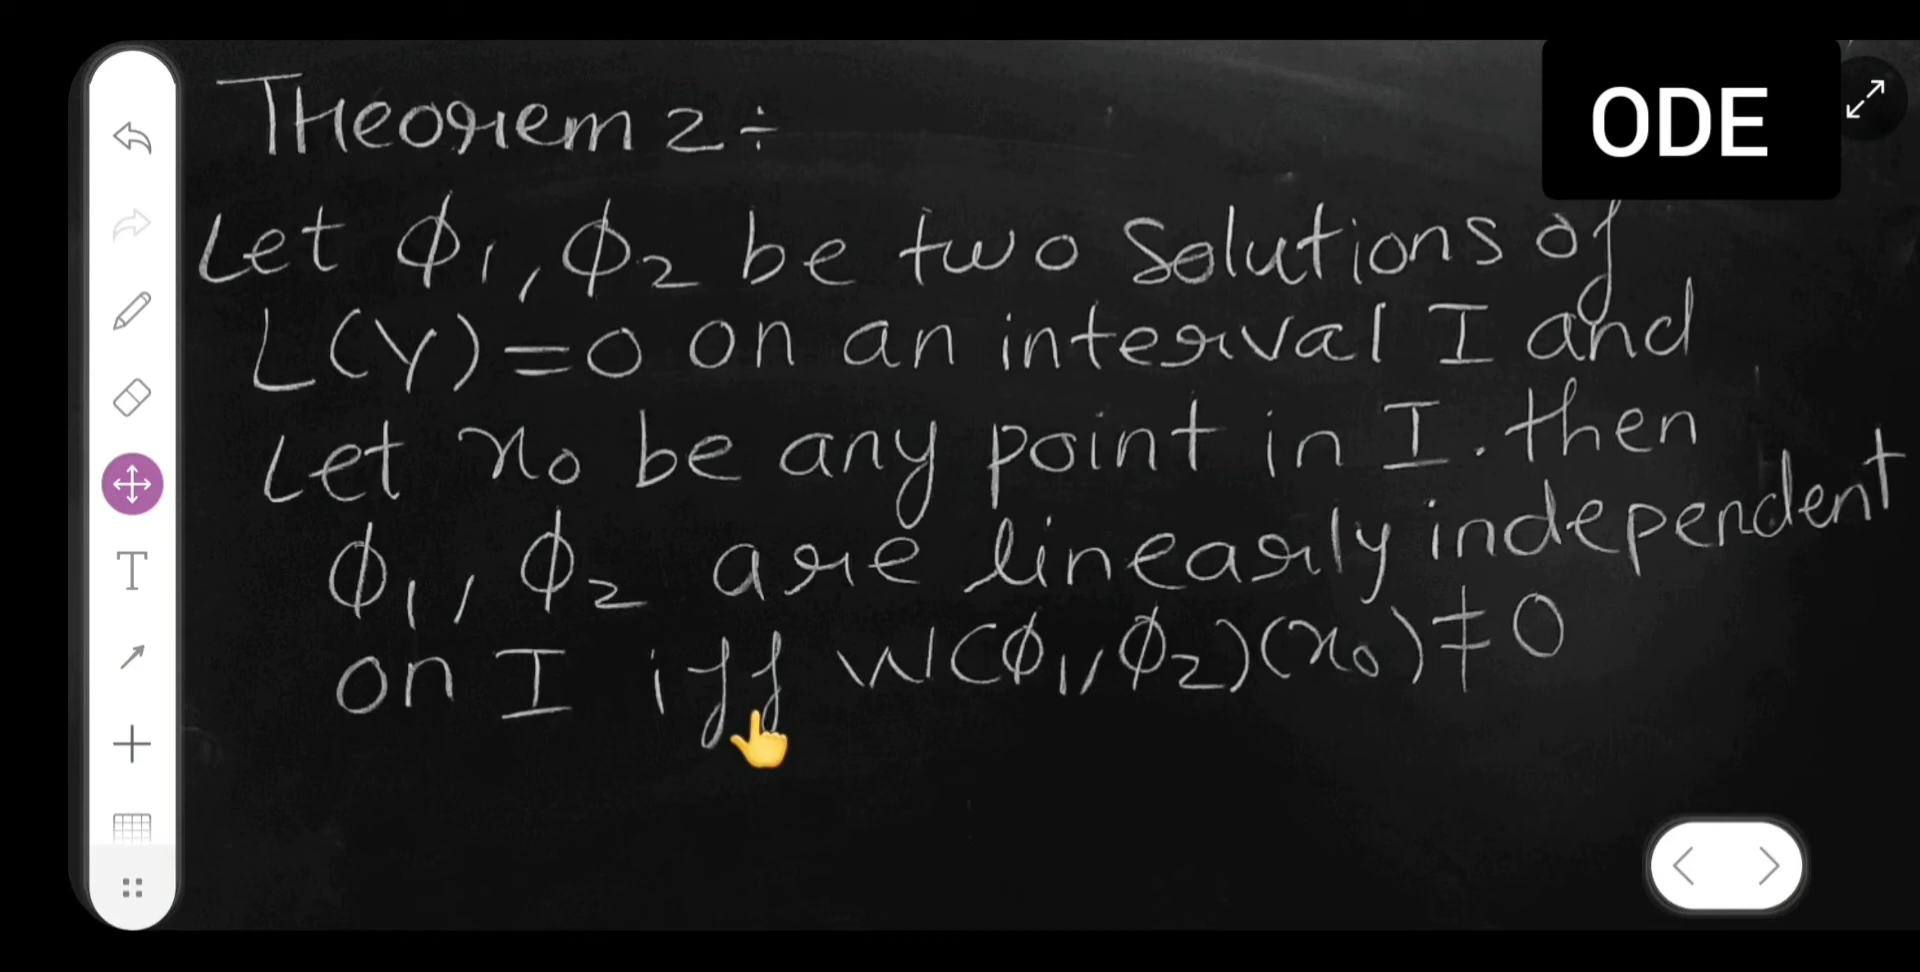 Theorem 2 ÷
ODE
Let ϕ1, ϕ2 be two solutions of
L(Y)=0 on an interval I and
Let x0 be any point in I. then
ϕ1, ϕ2 are linearly independent
on I iff W(ϕ1, ϕ2)(x0)≠0
T